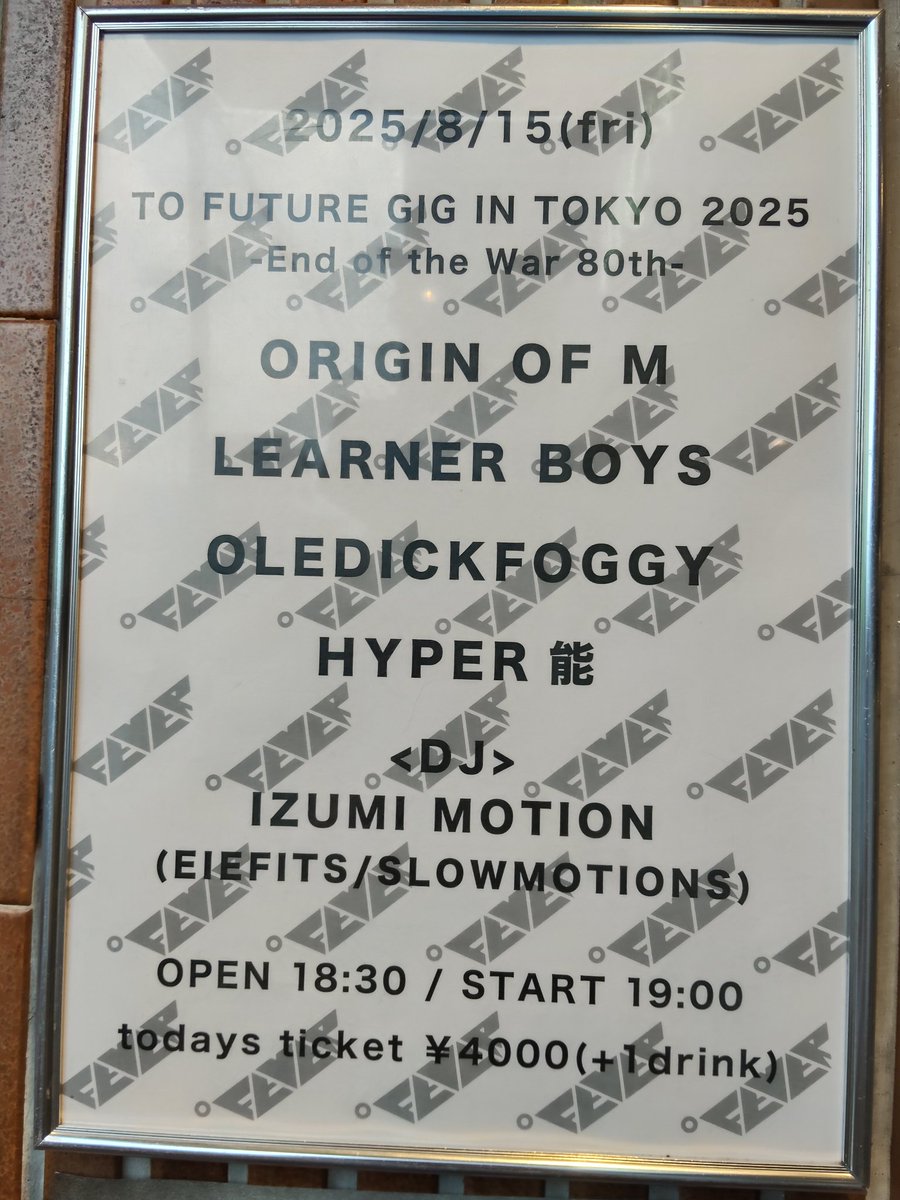 2025/8/15(fri)
TO FUTURE GIG IN TOKYO 2025
-End of the War 80th-
ORIGIN OF M
LEARNER BOYS
OLEDICKFOGGY
HYPER 能
<DJ>
IZUMI MOTION
(EIEFITS/SLOWMOTIONS)
OPEN 18:30 / START 19:00
todays ticket ¥4000(+1drink)